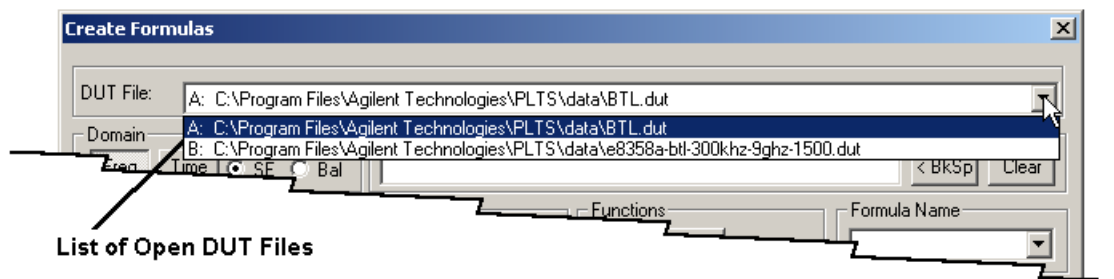 Create Formulas
DUT File:
A: C:\Program Files\Agilent Technologies\PLTS\data\BTL.dut
A: C:\Program Files\Agilent Technologies\PLTS\data\BTL.dut
B: C:\Program Files\Agilent Technologies\PLTS\data\e8358a-btl-300khz-9ghz-1500.dut
Domain
Freq Time SE Bal < BkSp Clear
Functions Formula Name
List of Open DUT Files